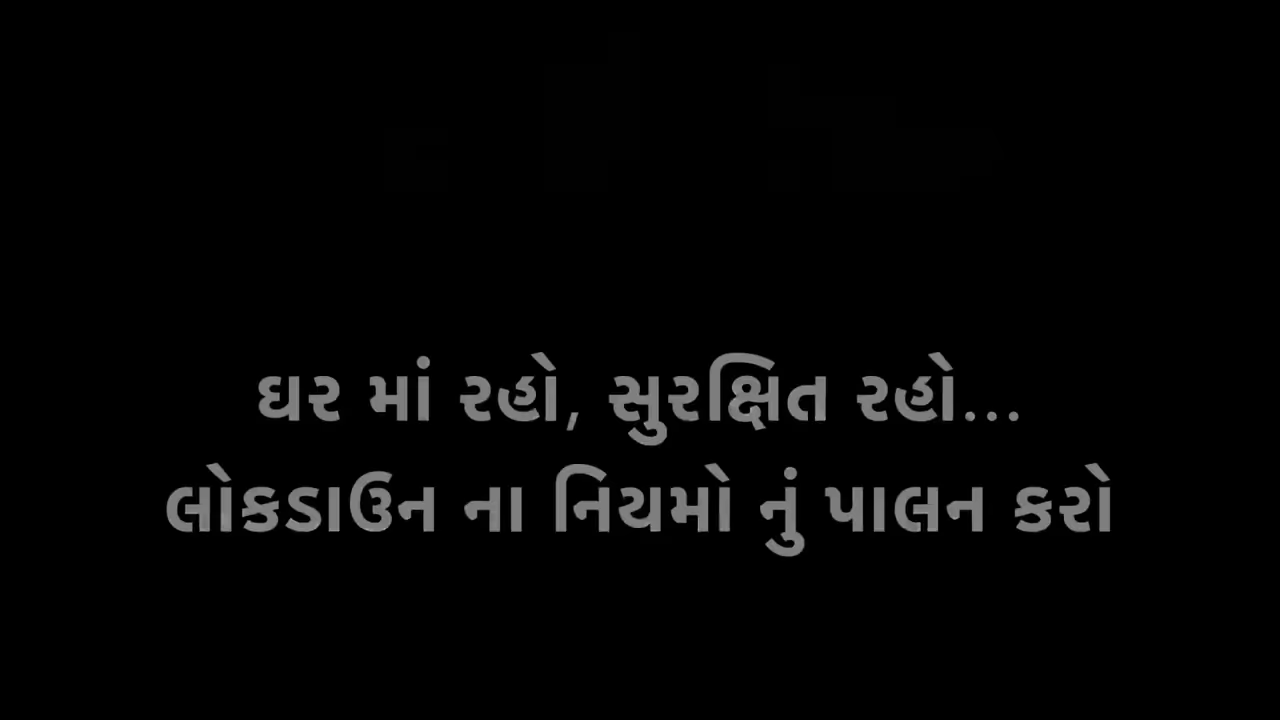 ઘર માં રહો, સુરક્ષિત રહો...
લોકડાઉન ના નિયમો નું પાલન કરો